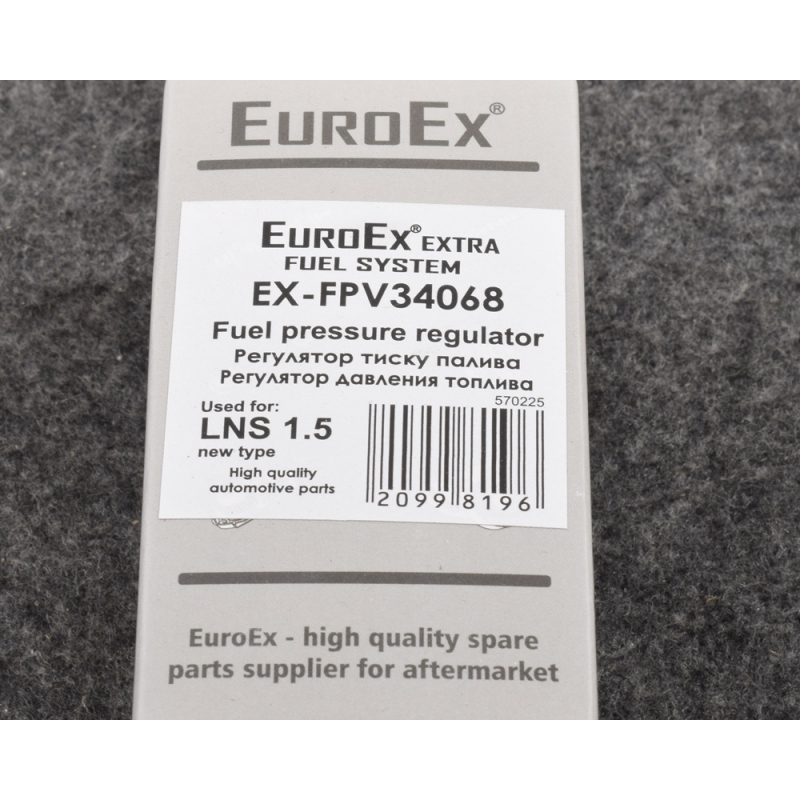 EUROEX®
EUROEX® EXTRA
FUEL SYSTEM
EX-FPV34068
Fuel pressure regulator
Регулятор тиску палива
Регулятор давления топлива
570225
Used for:
LNS 1.5
new type
High quality
automotive parts
2099 8196
EuroEx - high quality spare
parts supplier for aftermarket